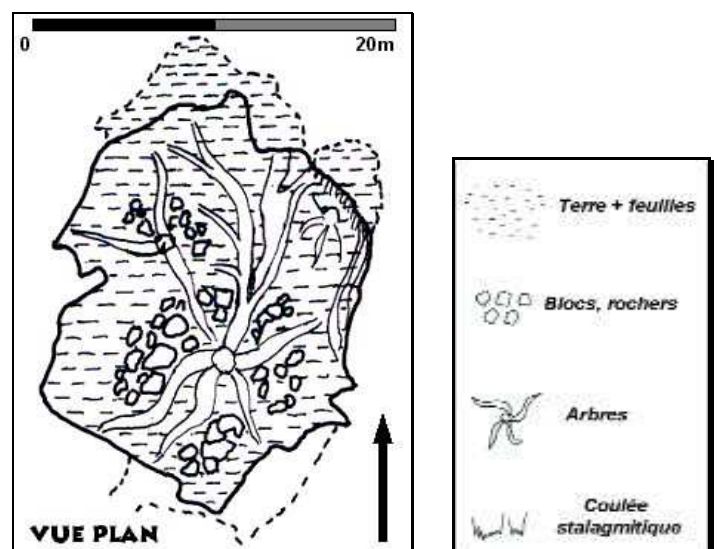 0 20m
Terre + feuilles
Blocs, rochers
Arbres
Coulée
stalagmitique
VUE PLAN